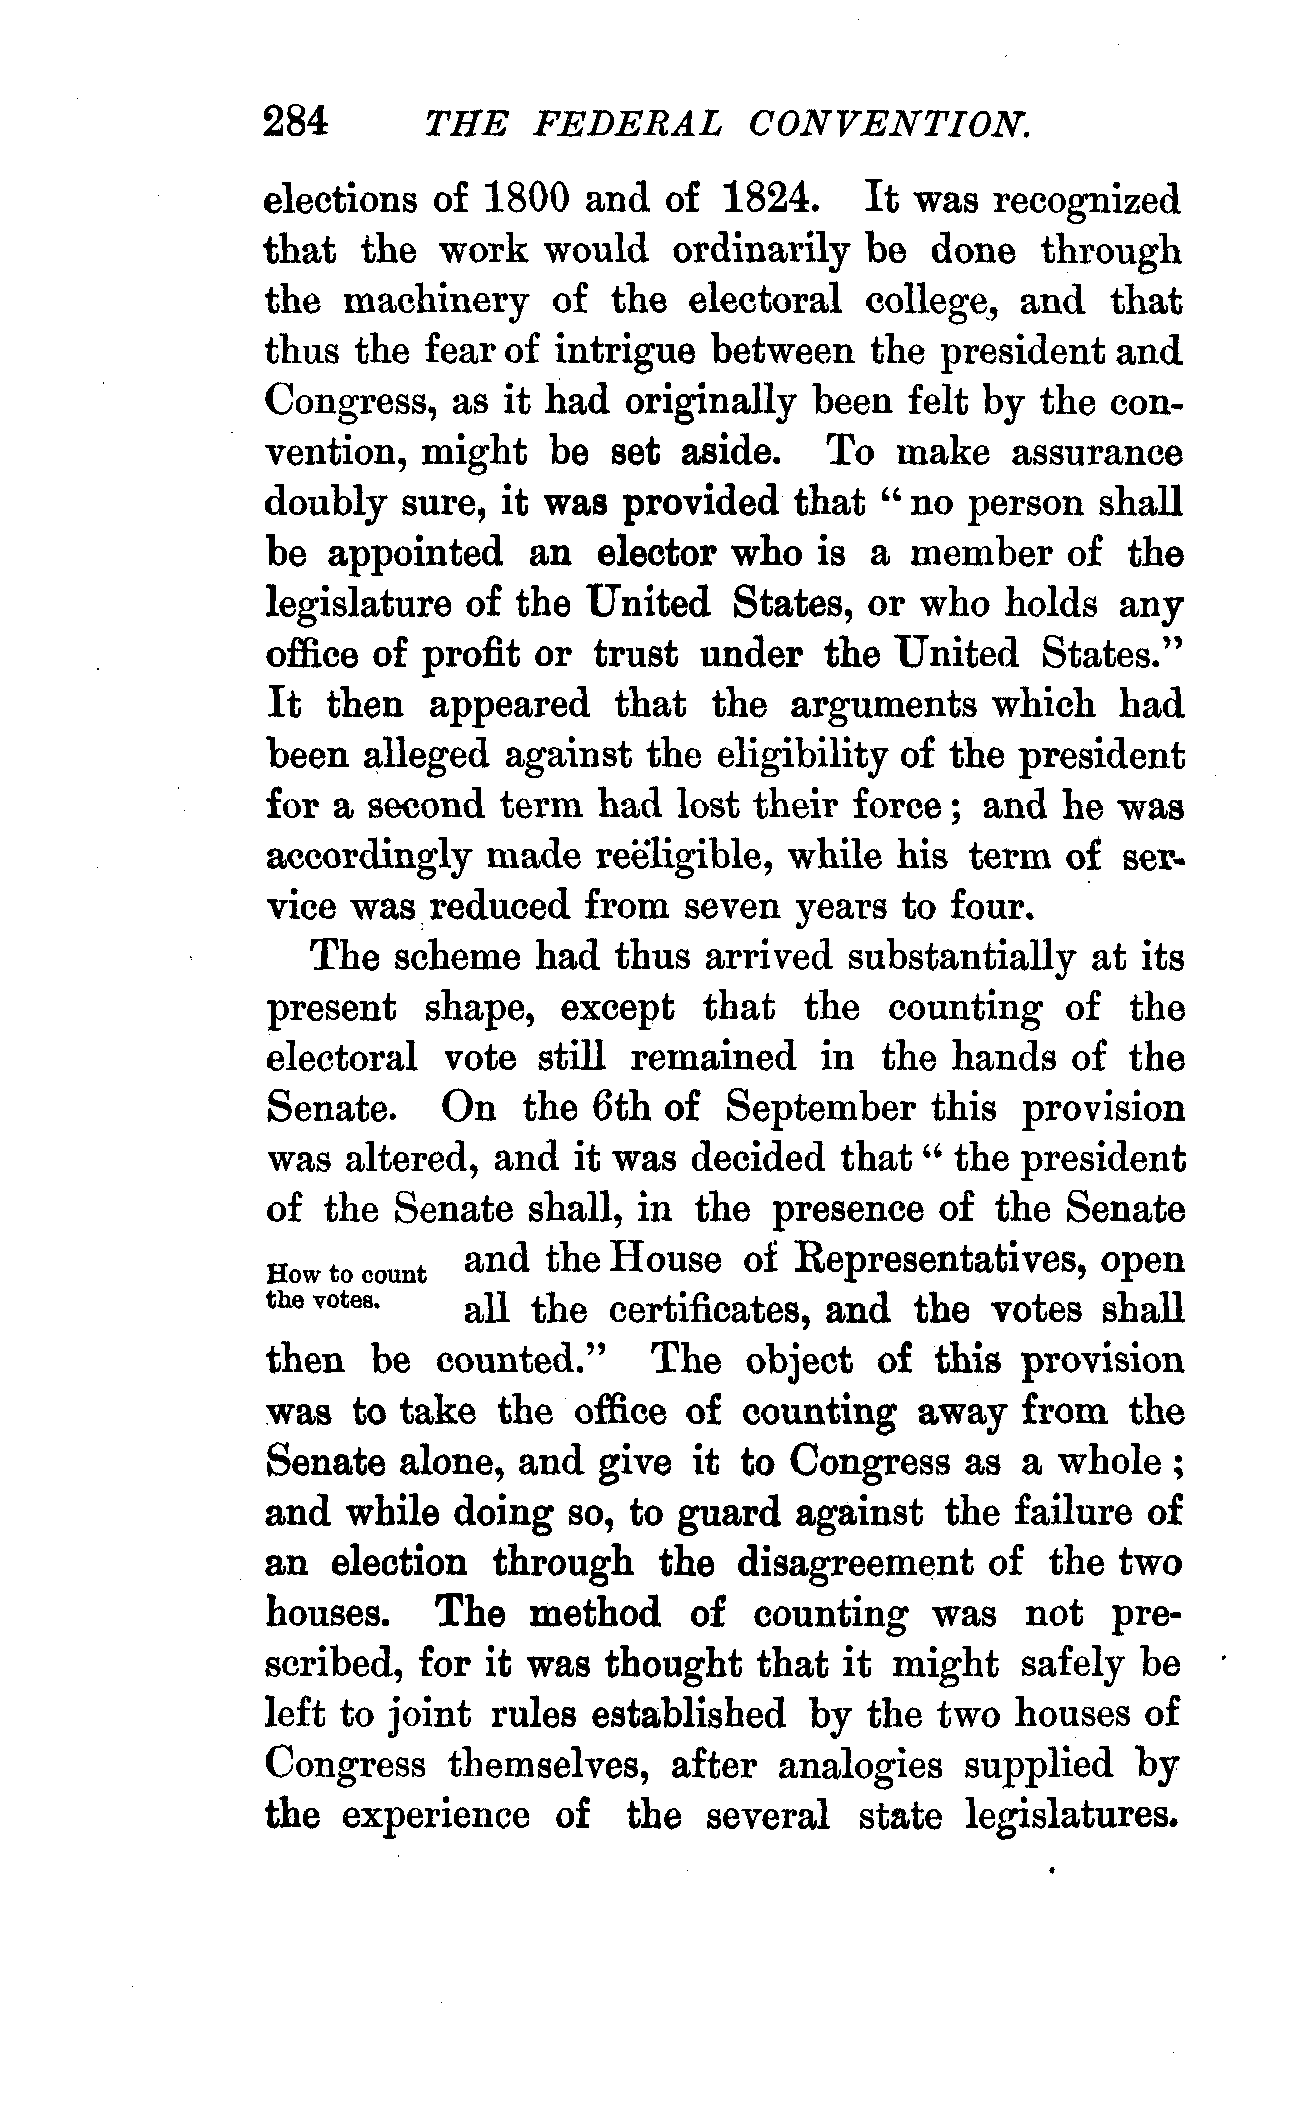 284 THE FEDERAL CONVENTION.
elections of 1800 and of 1824. It was recognized
that the work would ordinarily be done through
the machinery of the electoral college, and that
thus the fear of intrigue between the president and
Congress, as it had originally been felt by the con-
vention, might be set aside. To make assurance
doubly sure, it was provided that “ no person shall
be appointed an elector who is a member of the
legislature of the United States, or who holds any
office of profit or trust under the United States.”
It then appeared that the arguments which had
been alleged against the eligibility of the president
for a second term had lost their force ; and he was
accordingly made reëligible, while his term of ser-
vice was reduced from seven years to four.
The scheme had thus arrived substantially at its
present shape, except that the counting of the
electoral vote still remained in the hands of the
Senate. On the 6th of September this provision
was altered, and it was decided that “ the president
of the Senate shall, in the presence of the Senate
How to count
the votes.
and the House of Representatives, open
all the certificates, and the votes shall
then be counted.” The object of this provision
was to take the office of counting away from the
Senate alone, and give it to Congress as a whole ;
and while doing so, to guard against the failure of
an election through the disagreement of the two
houses. The method of counting was not pre-
scribed, for it was thought that it might safely be
left to joint rules established by the two houses of
Congress themselves, after analogies supplied by
the experience of the several state legislatures.